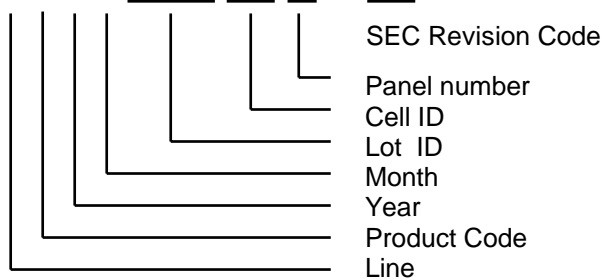 SEC Revision Code
Panel number
Cell ID
Lot ID
Month
Year
Product Code
Line